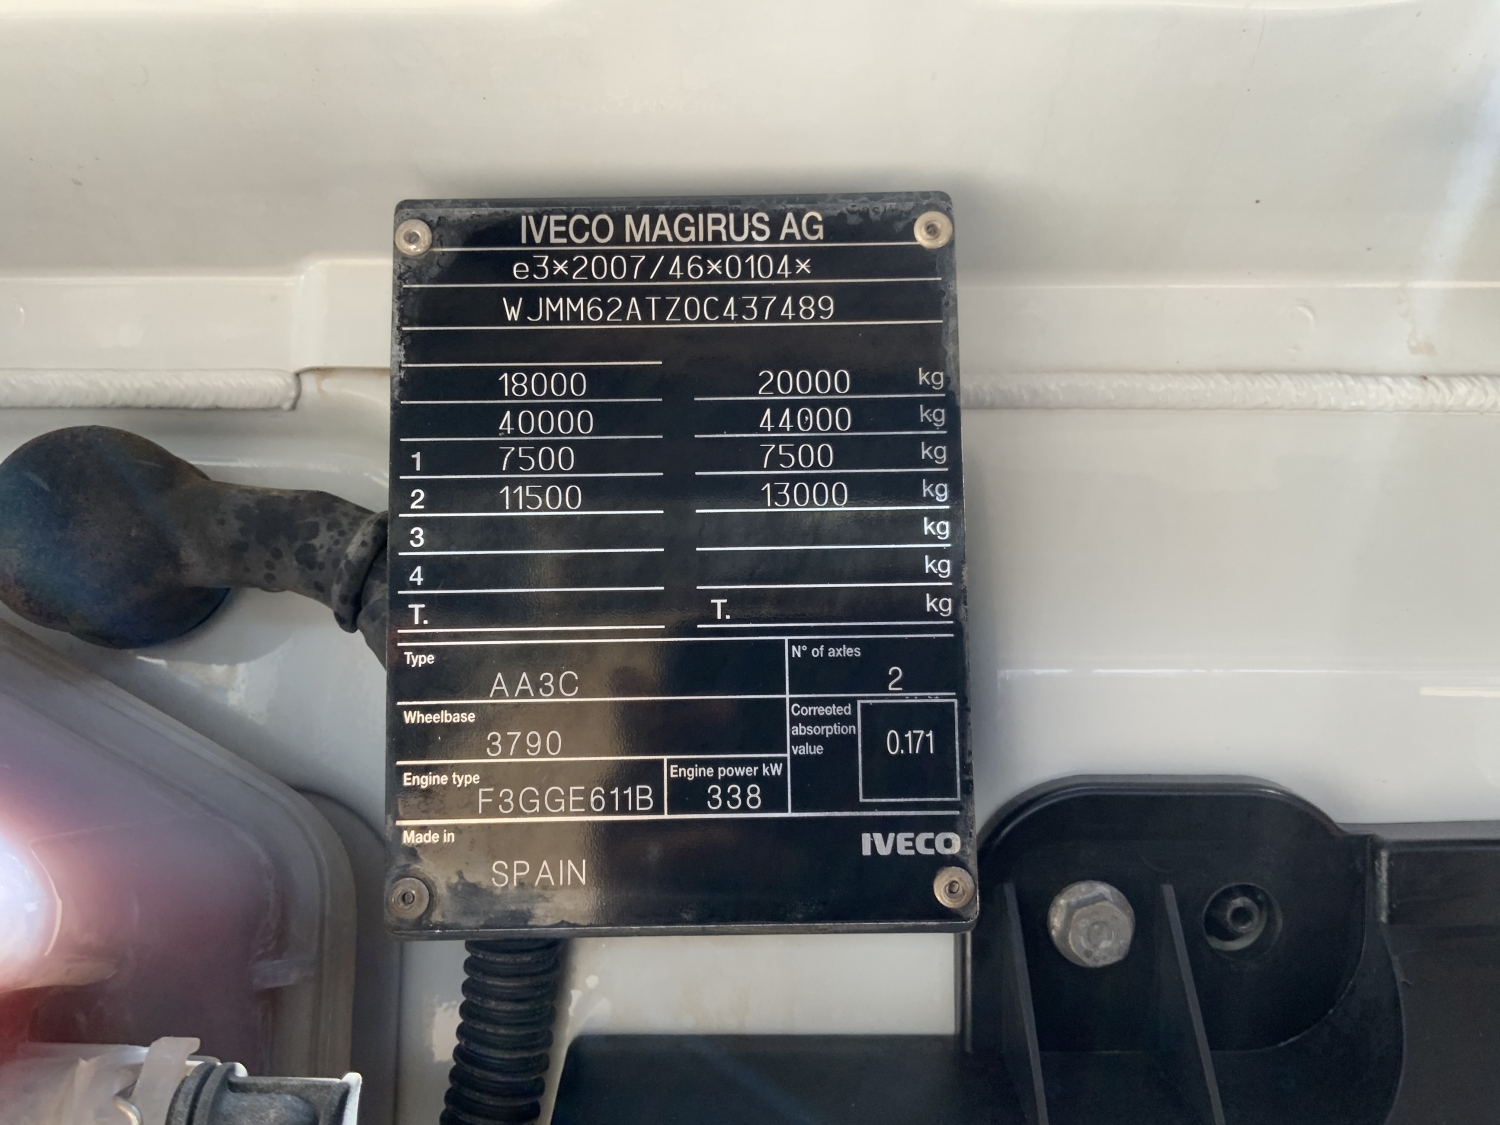 IVECO MAGIRUS AG
e3*2007/46*0104*
WJMM62ATZ0C437489
18000 20000 kg
40000 44000 kg
1 7500 7500 kg
2 11500 13000 kg
3 kg
4 kg
T. T. kg
Type AA3C
N° of axles 2
Wheelbase 3790
Corrected absorption value 0.171
Engine type F3GGE611B
Engine power kW 338
Made in SPAIN
IVECO